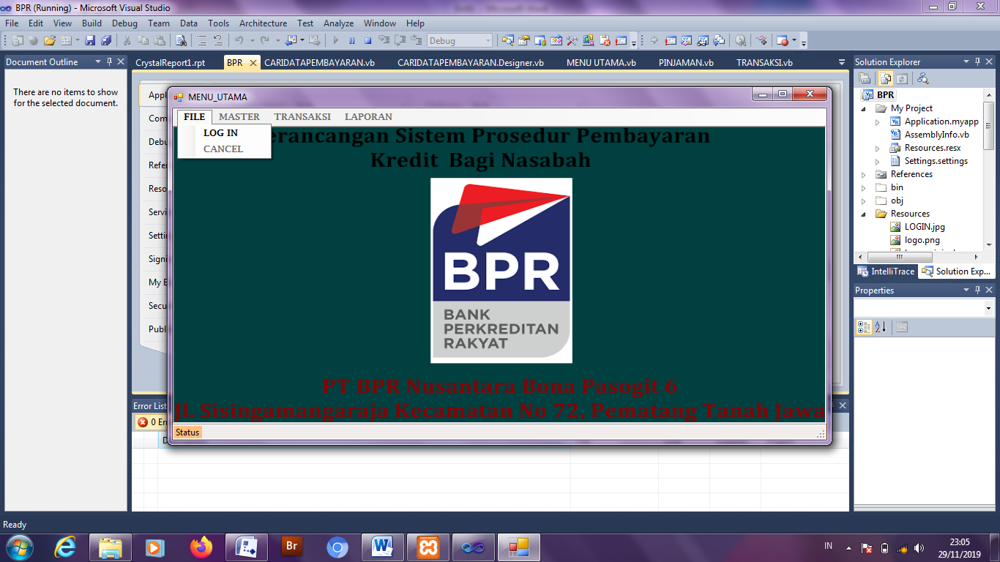 BPR (Running) - Microsoft Visual Studio
File Edit View Build Debug Team Data Tools Architecture Test Analyze Window Help
Debug
Document Outline
There are no items to show
for the selected document.
CrystalReport1.rpt BPR CARIDATAPEMBAYARAN.vb CARIDATAPEMBAYARAN.Designer.vb MENU UTAMA.vb PINJAMAN.vb TRANSAKSI.vb
Appl
Com
Debu
Refer
Reso
Servi
Settin
Signi
My E
Secu
Publ
MENU_UTAMA
FILE MASTER TRANSAKSI LAPORAN
LOG IN
CANCEL
erancangan Sistem Prosedur Pembayaran
Kredit Bagi Nasabah
BPR
BANK
PERKREDITAN
RAKYAT
PT BPR Nusantara Bona Pasogit 6
Jl. Sisingamangaraja Kecamatan No 72, Pematang Tanah Jawa
Status
Error List
0 Err
Solution Explorer
BPR
My Project
Application.myapp
AssemblyInfo.vb
Resources.resx
Settings.settings
References
bin
obj
Resources
LOGIN.jpg
logo.png
IntelliTrace Solution Exp...
Properties
Ready
Br
IN
23:05
29/11/2019